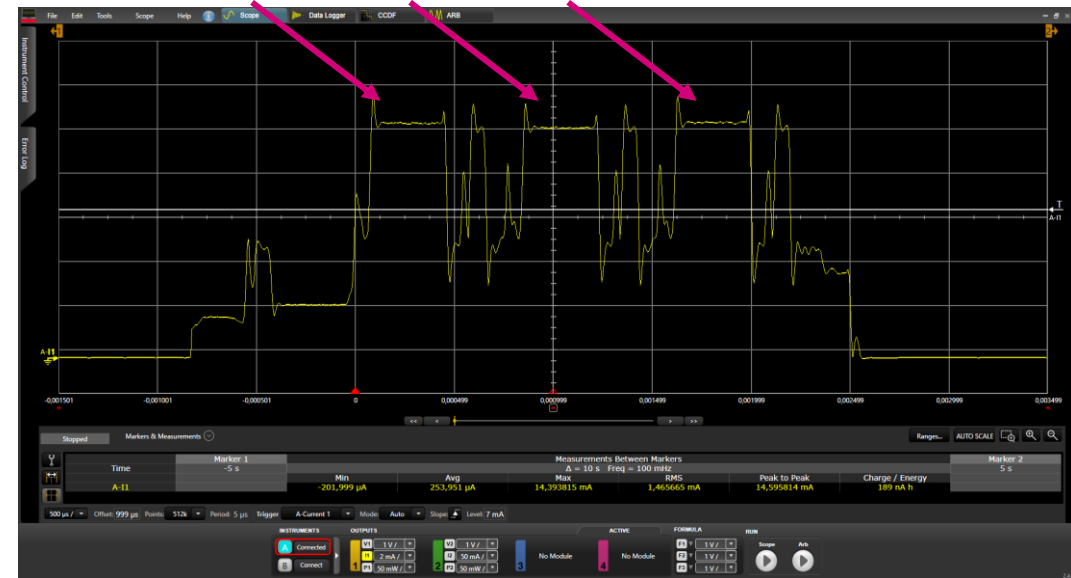 File Edit Tools Scope Help Scope Data Logger CCDF ARB
1 2
Instrument Control
Error Log
T
A-I1
A-I1
-0,001501 -0,001001 -0,000501 0 0,000499 0,000999 0,001499 0,001999 0,002499 0,002999 0,003499
<< < > >>
Stopped Markers & Measurements Ranges... AUTO SCALE
Marker 1 Measurements Between Markers Marker 2
Time -5 s Δ = 10 s Freq = 100 mHz 5 s
Min Avg Max RMS Peak to Peak Charge / Energy
A-I1 -201,999 µA 253,951 µA 14,393815 mA 1,465665 mA 14,595814 mA 189 nA h
500 µs / Offset: 999 µs Points: 512k Period: 5 µs Trigger A-Current 1 Mode: Auto Slope: Level: 7 mA
INSTRUMENTS OUTPUTS ACTIVE FORMULA RUN
A Connected 1 V1 1 V / 2 V2 1 V / 3 No Module 4 No Module F1 1 V / Scope Arb
I1 2 mA / I2 50 mA / F2 1 V /
B Connect P1 50 mW / P2 50 mW / F3 1 V /